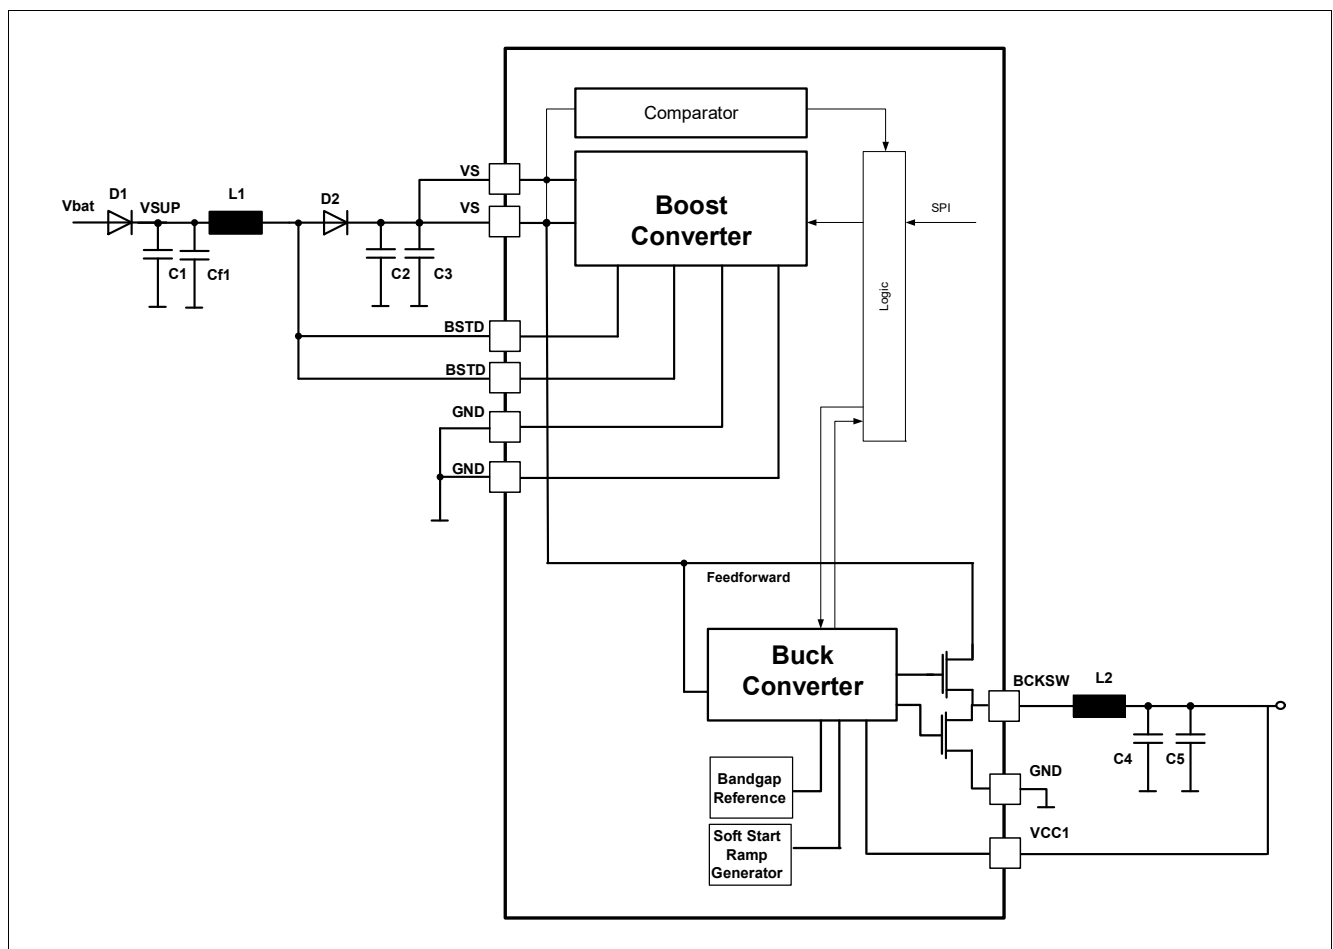 Comparator
VS
Boost
Converter
D1
L1
D2
Vbat
VSUP
VS
SPI
C1
Cf1
C2
C3
Logic
BSTD
BSTD
GND
GND
Feedforward
Buck
Converter
BCKSW
L2
C4
C5
Bandgap
Reference
GND
Soft Start
Ramp
Generator
VCC1